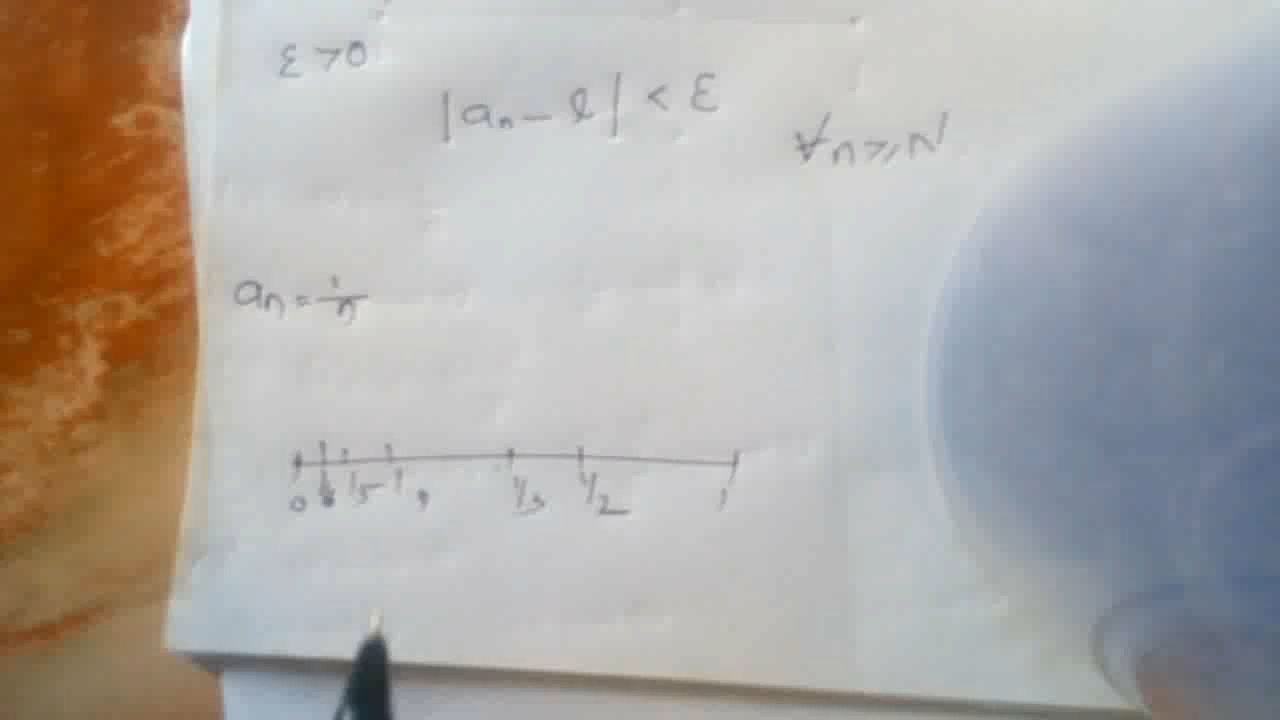 ε > 0
|aₙ - l| < ε
∀n ≥ n'
aₙ = 1/n
0 1/5 1/3 1/2 1